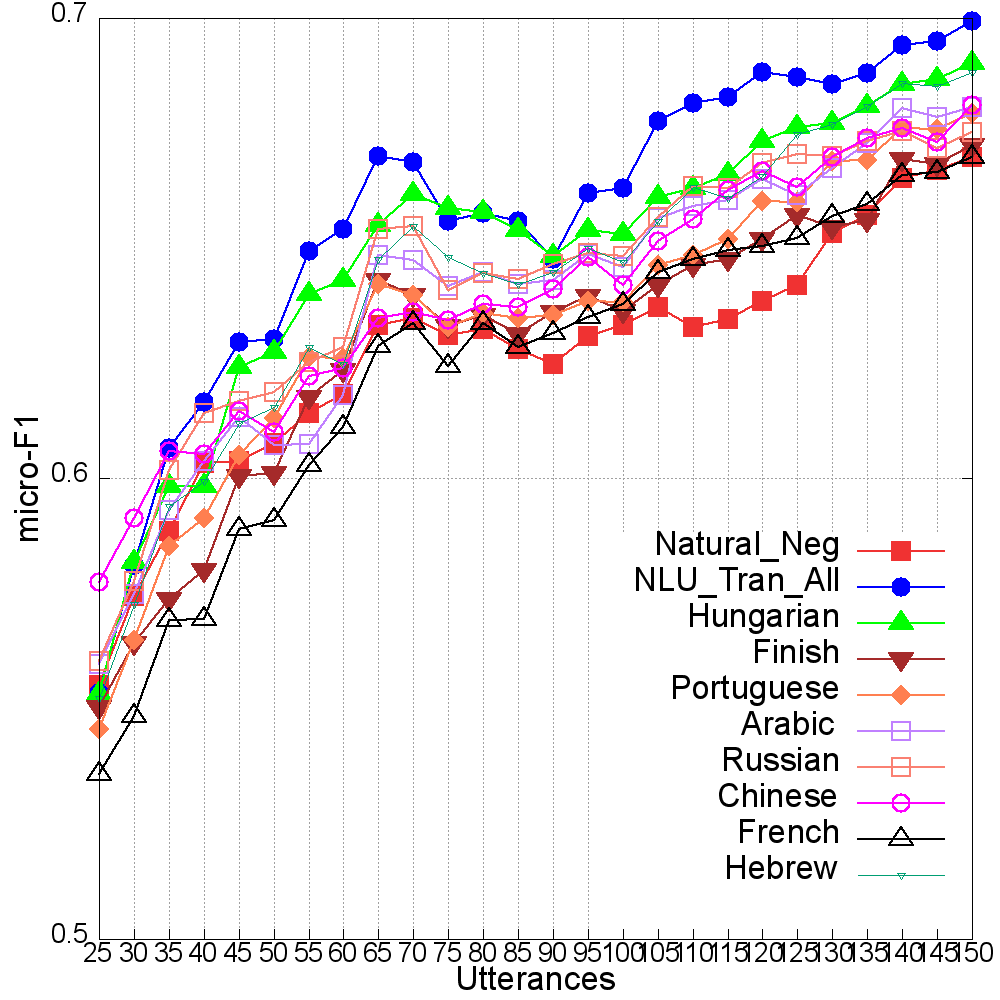 0.7
0.6
0.5
micro-F1
Natural_Neg
NLU_Tran_All
Hungarian
Finish
Portuguese
Arabic
Russian
Chinese
French
Hebrew
25 30 35 40 45 50 55 60 65 70 75 80 85 90 95 100 105 110 115 120 125 130 135 140 145 150
Utterances